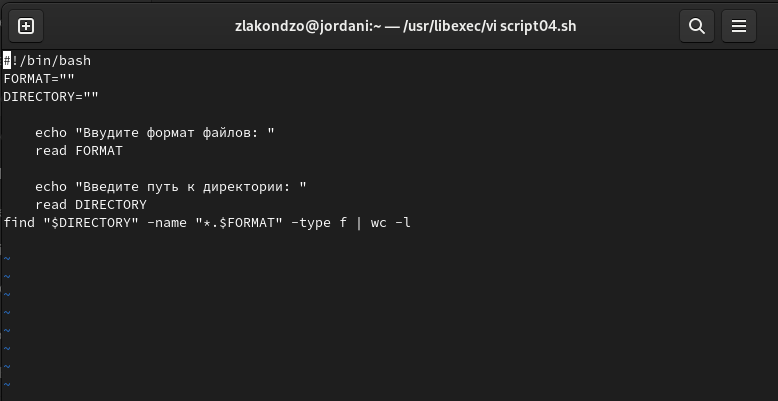 zlakondzo@jordani:~ — /usr/libexec/vi script04.sh
#!/bin/bash
FORMAT=""
DIRECTORY=""
echo "Ввудите формат файлов: "
read FORMAT
echo "Введите путь к директории: "
read DIRECTORY
find "$DIRECTORY" -name "*.$FORMAT" -type f | wc -l
~
~
~
~
~
~
~
~